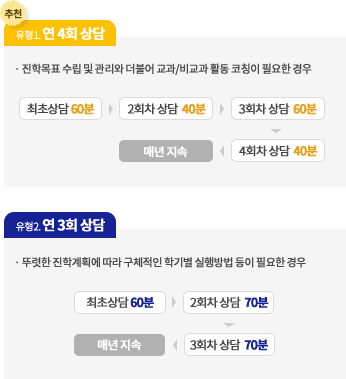 추천
유형1. 연 4회 상담
· 진학목표 수립 및 관리와 더불어 교과/비교과 활동 코칭이 필요한 경우
최초상담 60분
2회차 상담 40분
3회차 상담 60분
매년 지속
4회차 상담 40분
유형2. 연 3회 상담
· 뚜렷한 진학계획에 따라 구체적인 학기별 실행방법 등이 필요한 경우
최초상담 60분
2회차 상담 70분
매년 지속
3회차 상담 70분